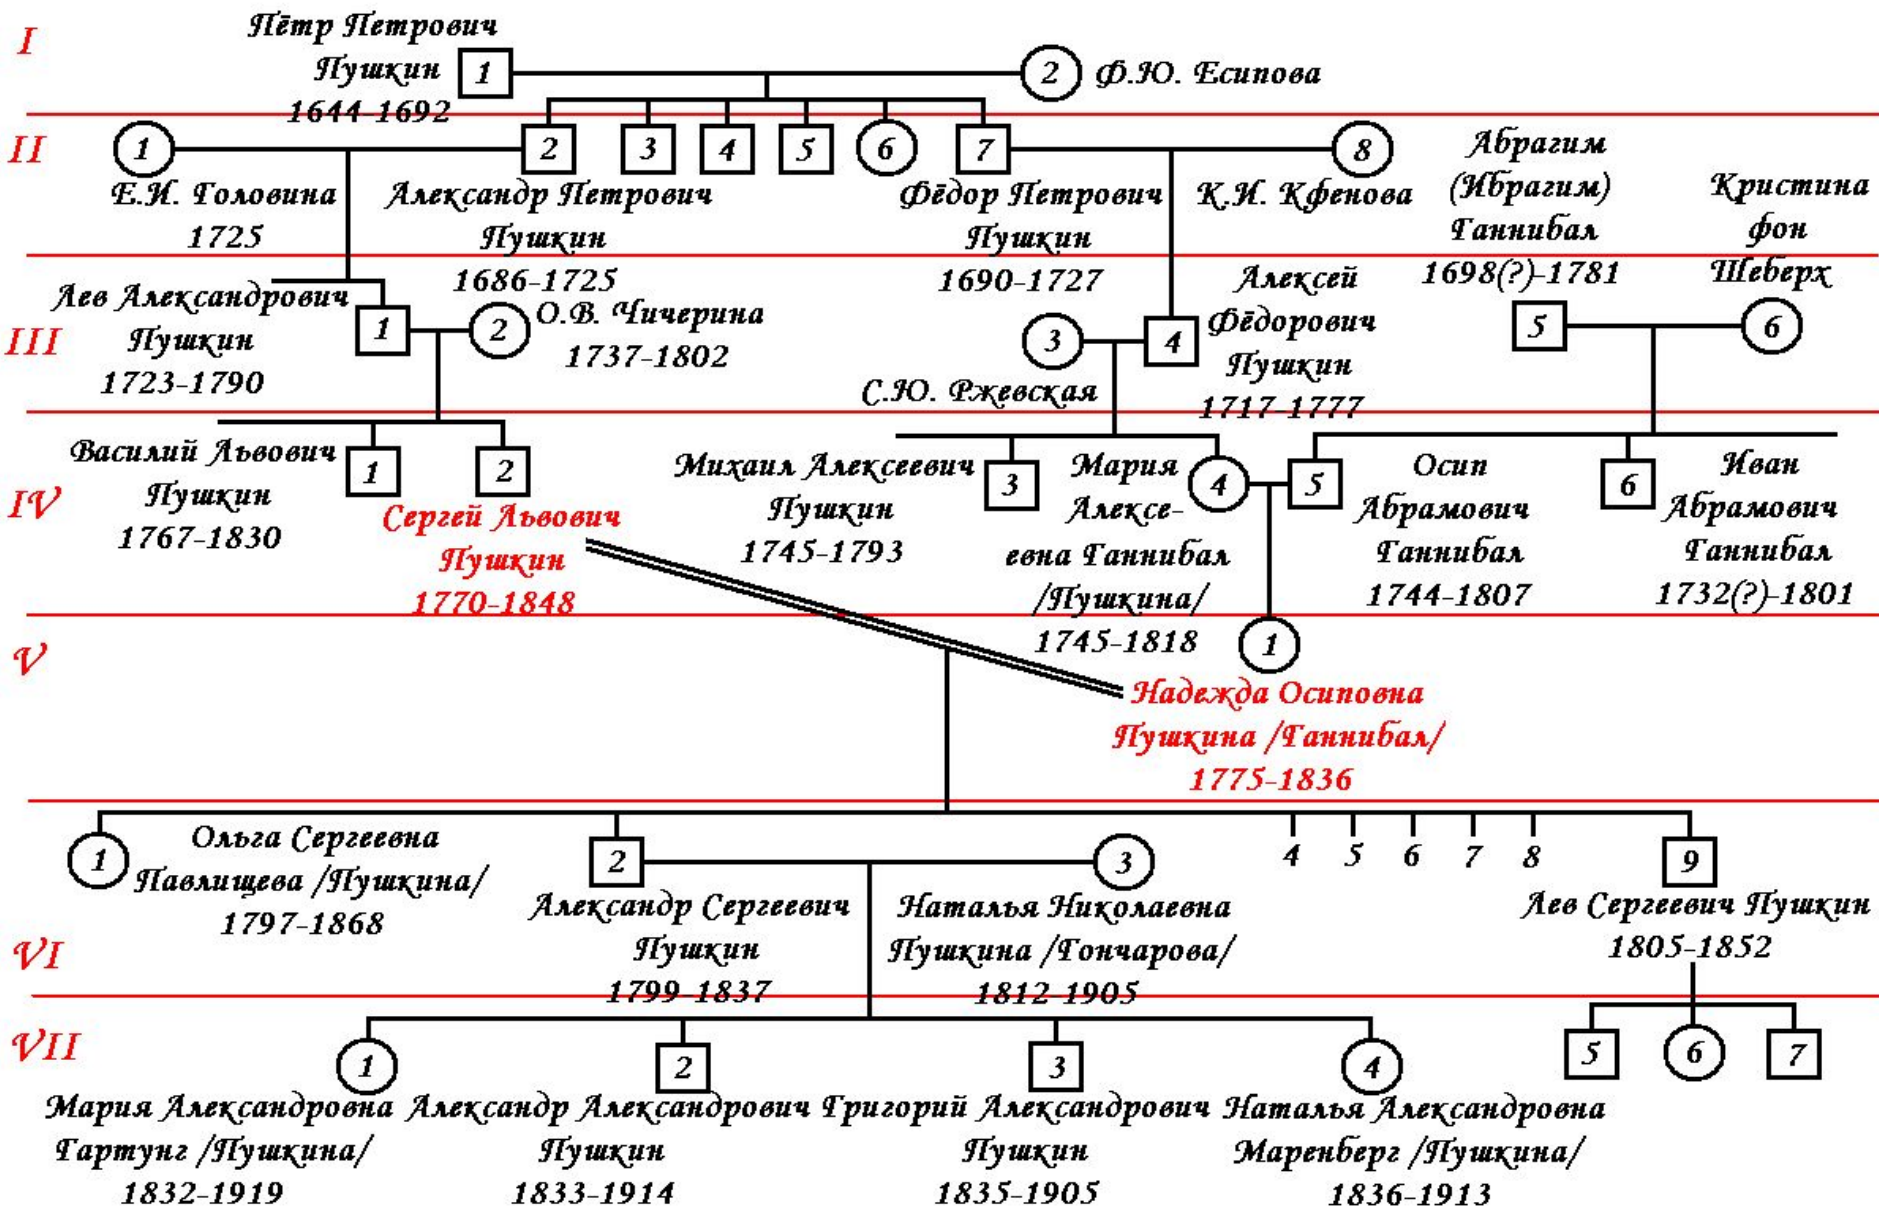 I
Пётр Петрович
Пушкин
1644-1692
1
2
Ф.Ю. Есипова
II
1
2
3
4
5
6
7
8
Е.И. Головина
1725
Александр Петрович
Пушкин
1686-1725
Фёдор Петрович
Пушкин
1690-1727
К.И. Кфенова
Абрагим
(Ибрагим)
Ганнибал
1698(?)-1781
Кристина
фон
Шеберх
III
Лев Александрович
Пушкин
1723-1790
1
2
О.В. Чичерина
1737-1802
3
С.Ю. Ржевская
4
Алексей
Фёдорович
Пушкин
1717-1777
5
6
IV
Василий Львович
Пушкин
1767-1830
1
2
Сергей Львович
Пушкин
1770-1848
Михаил Алексеевич
Пушкин
1745-1793
3
Мария
Алексе-
евна Ганнибал
/Пушкина/
1745-1818
4
5
Осип
Абрамович
Ганнибал
1744-1807
6
Иван
Абрамович
Ганнибал
1732(?)-1801
V
1
Надежда Осиповна
Пушкина /Ганнибал/
1775-1836
VI
1
Ольга Сергеевна
Павлищева /Пушкина/
1797-1868
2
Александр Сергеевич
Пушкин
1799-1837
3
Наталья Николаевна
Пушкина /Гончарова/
1812-1905
4
5
6
7
8
9
Лев Сергеевич Пушкин
1805-1852
VII
1
Мария Александровна
Гартунг /Пушкина/
1832-1919
2
Александр Александрович
Пушкин
1833-1914
3
Григорий Александрович
Пушкин
1835-1905
4
Наталья Александровна
Маренберг /Пушкина/
1836-1913
5
6
7